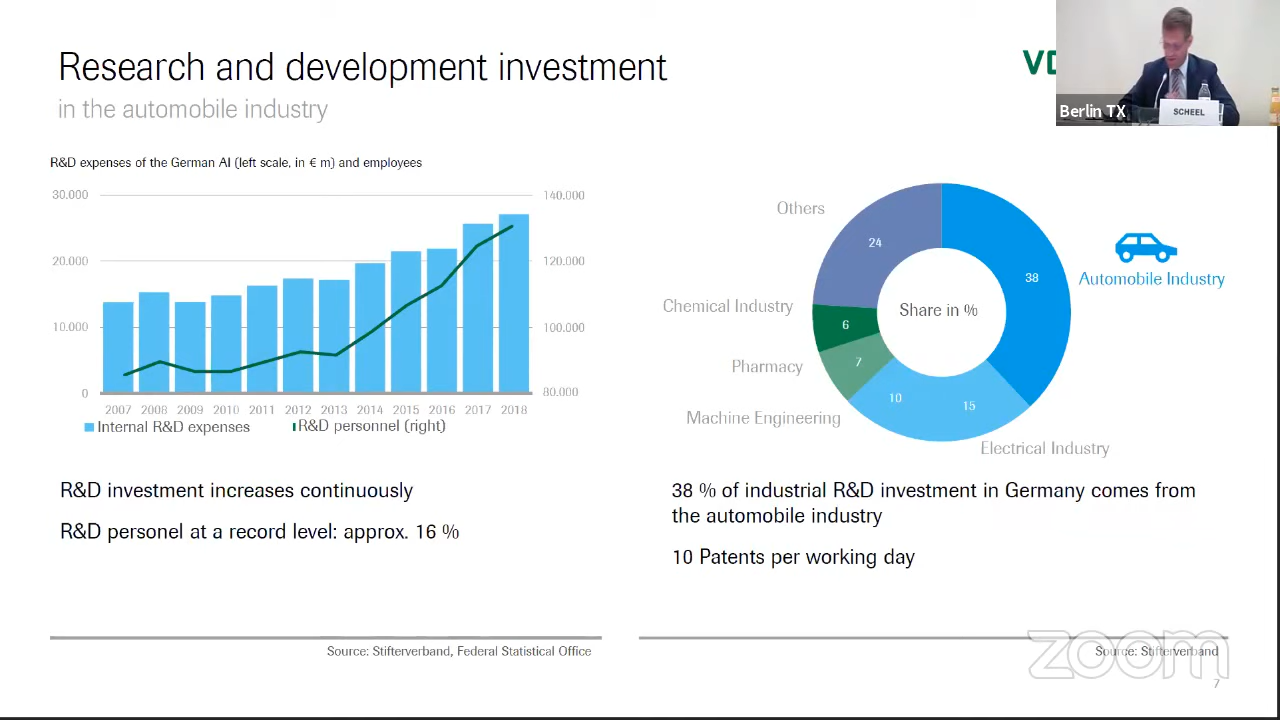 Research and development investment
in the automobile industry
Berlin TX
SCHEEL
R&D expenses of the German AI (left scale, in € m) and employees
30.000
20.000
10.000
0
140.000
120.000
100.000
80.000
2007 2008 2009 2010 2011 2012 2013 2014 2015 2016 2017 2018
Internal R&D expenses
R&D personnel (right)
Others
24
38
Automobile Industry
Chemical Industry
6
Share in %
Pharmacy
7
10
15
Machine Engineering
Electrical Industry
R&D investment increases continuously
R&D personel at a record level: approx. 16 %
38 % of industrial R&D investment in Germany comes from
the automobile industry
10 Patents per working day
Source: Stifterverband, Federal Statistical Office
Source: Stifterverband
zoom
7